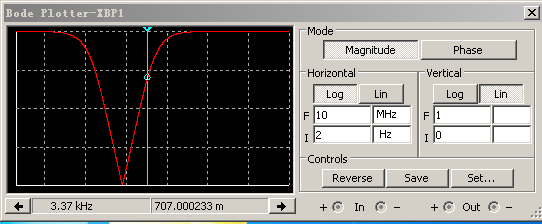 Bode Plotter-XBP1
Mode
Magnitude Phase
Horizontal Vertical
Log Lin Log Lin
F 10 MHz F 1
I 2 Hz I 0
Controls
Reverse Save Set...
3.37 kHz 707.000233 m + In - + Out -